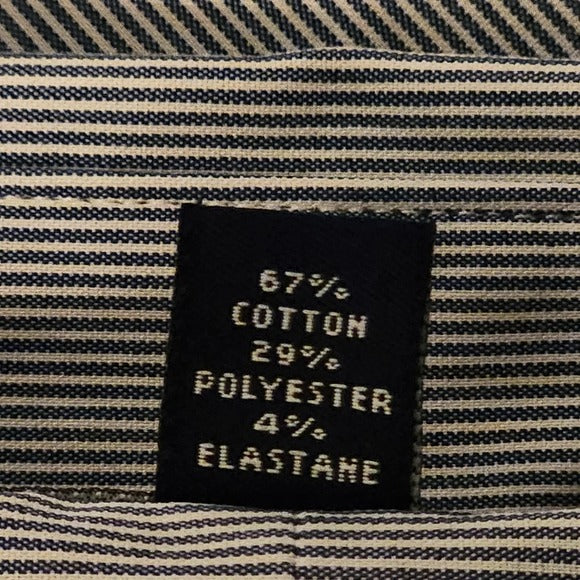 67%
COTTON
29%
POLYESTER
4%
ELASTANE